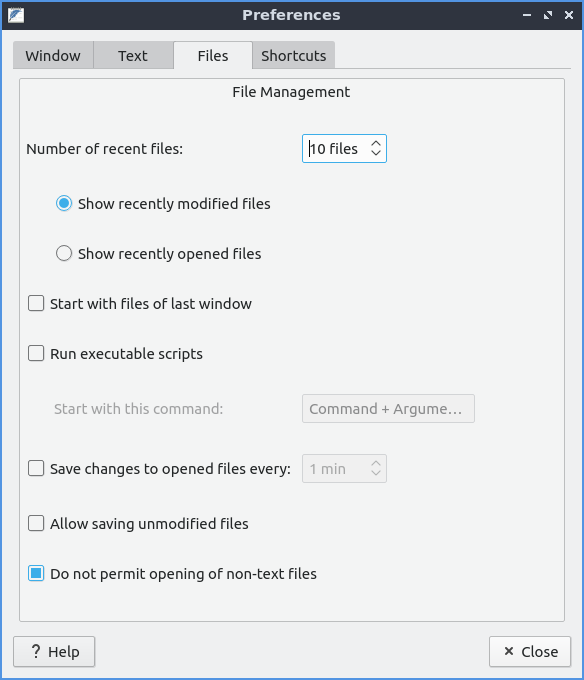 Preferences
Window Text Files Shortcuts
File Management
Number of recent files: 10 files
Show recently modified files
Show recently opened files
Start with files of last window
Run executable scripts
Start with this command: Command + Argume...
Save changes to opened files every: 1 min
Allow saving unmodified files
Do not permit opening of non-text files
? Help × Close